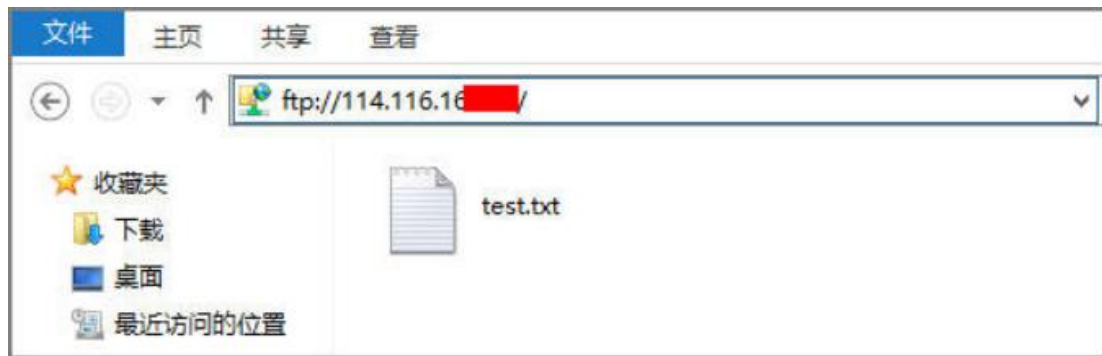 文件 主页 共享 查看
ftp://114.116.16 /
收藏夹
test.txt
下载
桌面
最近访问的位置